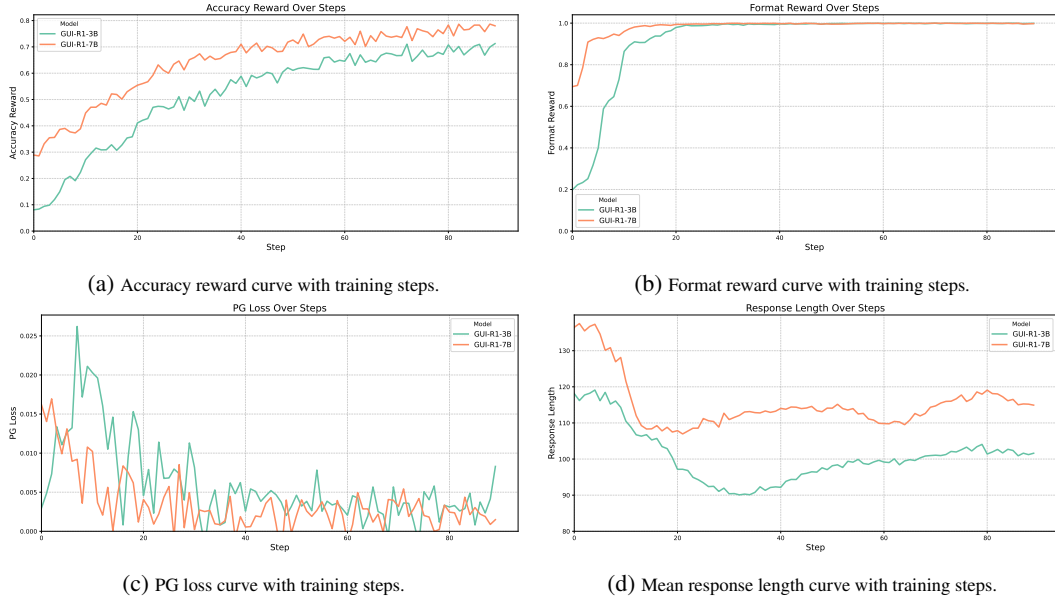 Accuracy Reward Over Steps
Model
GUI-R1-3B
GUI-R1-7B
Accuracy Reward
0.8
0.7
0.6
0.5
0.4
0.3
0.2
0.1
0.0
0
20
40
60
80
Step
(a) Accuracy reward curve with training steps.
Format Reward Over Steps
Format Reward
1.0
0.8
0.6
0.4
0.2
0.0
Model
GUI-R1-3B
GUI-R1-7B
0
20
40
60
80
Step
(b) Format reward curve with training steps.
PG Loss Over Steps
Model
GUI-R1-3B
GUI-R1-7B
PG Loss
0.025
0.020
0.015
0.010
0.005
0.000
0
20
40
60
80
Step
(c) PG loss curve with training steps.
Response Length Over Steps
Model
GUI-R1-3B
GUI-R1-7B
Response Length
130
120
110
100
90
80
0
20
40
60
80
Step
(d) Mean response length curve with training steps.